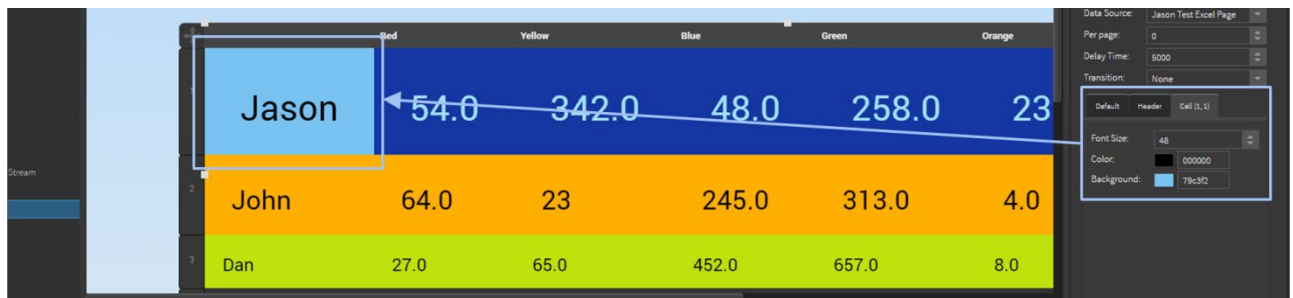 Data Source: Jason Test Excel Page
Per page: 0
Delay Time: 5000
Transition: None
Default Header Cell (1, 1)
Font Size: 48
Color: 000000
Background: 79c3f2
Stream
Red Yellow Blue Green Orange
1 Jason 54.0 342.0 48.0 258.0 23
2 John 64.0 23 245.0 313.0 4.0
3 Dan 27.0 65.0 452.0 657.0 8.0